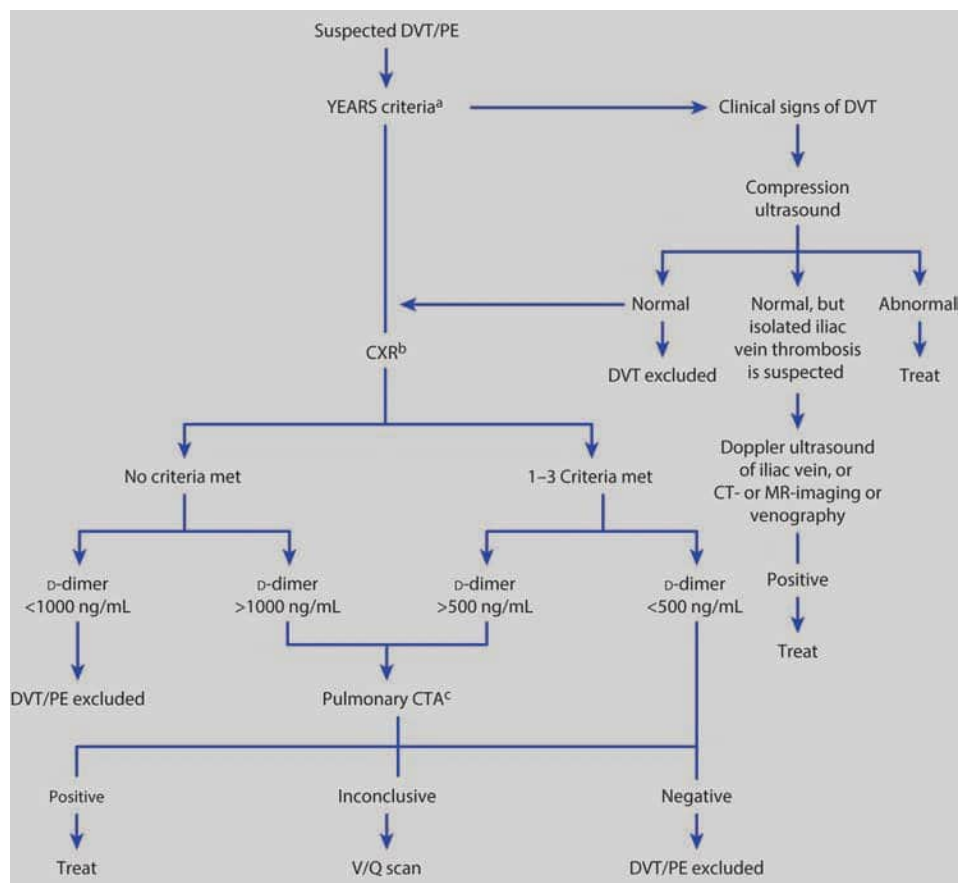 Suspected DVT/PE
YEARS criteriaᵃ
Clinical signs of DVT
Compression
ultrasound
Normal
Normal, but
isolated iliac
vein thrombosis
is suspected
Abnormal
CXRᵇ
DVT excluded
Treat
Doppler ultrasound
of iliac vein, or
CT- or MR-imaging or
venography
No criteria met
1–3 Criteria met
D-dimer
<1000 ng/mL
D-dimer
>1000 ng/mL
D-dimer
>500 ng/mL
D-dimer
<500 ng/mL
Positive
Treat
DVT/PE excluded
Pulmonary CTAᶜ
Positive
Inconclusive
Negative
Treat
V/Q scan
DVT/PE excluded